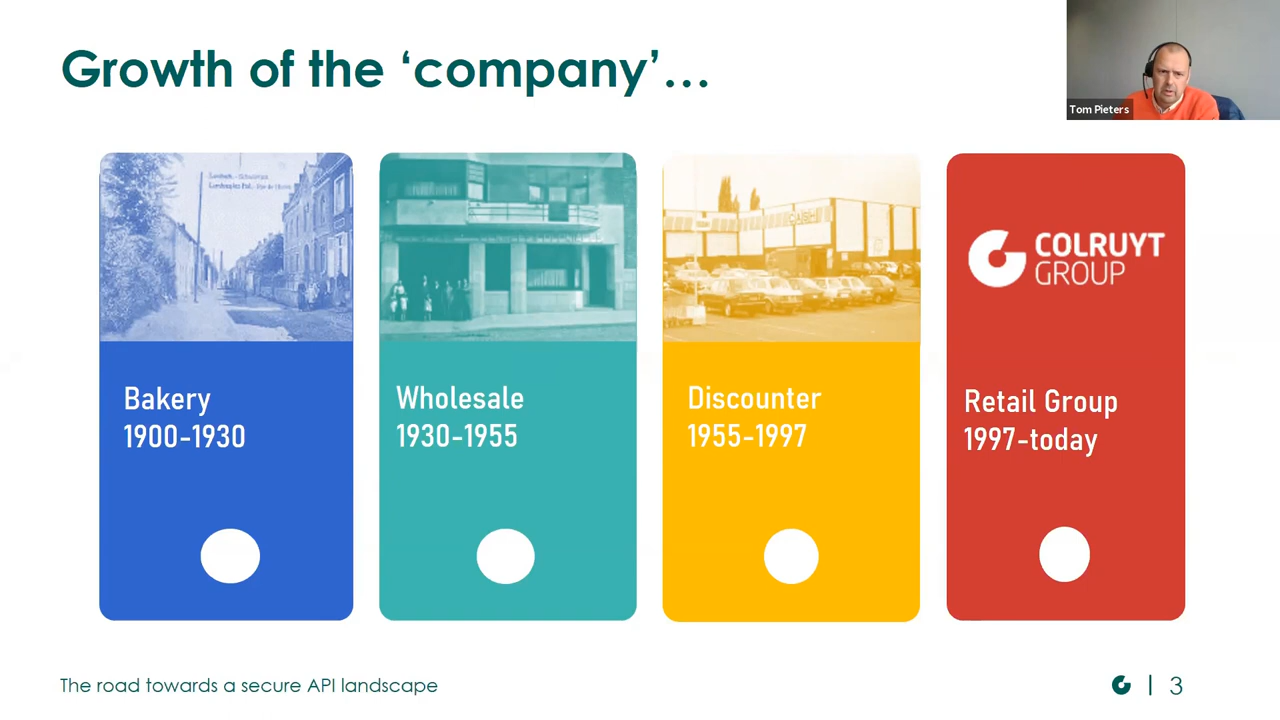 Growth of the ‘company’...
Tom Pieters
CASH
COLRUYT
GROUP
Bakery
1900-1930
Wholesale
1930-1955
Discounter
1955-1997
Retail Group
1997-today
The road towards a secure API landscape
3